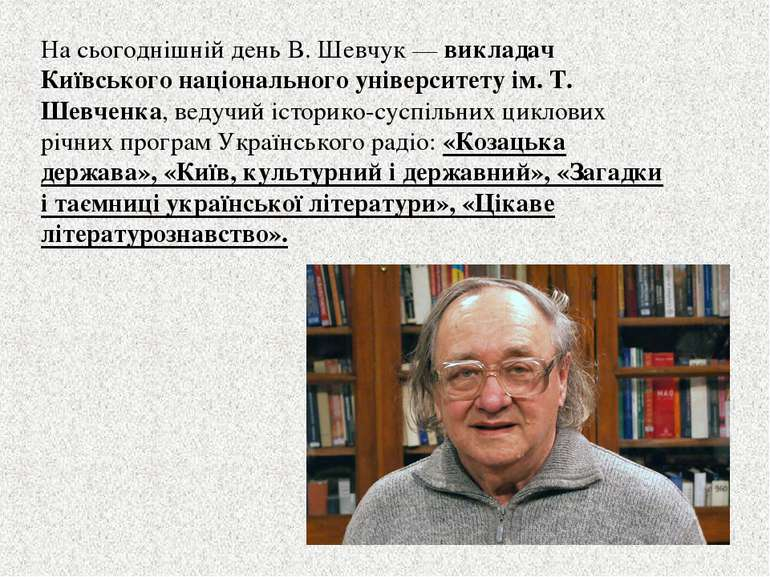 На сьогоднішній день В. Шевчук — викладач
Київського національного університету ім. Т.
Шевченка, ведучий історико-суспільних циклових
річних програм Українського радіо: «Козацька
держава», «Київ, культурний і державний», «Загадки
і таємниці української літератури», «Цікаве
літературознавство».